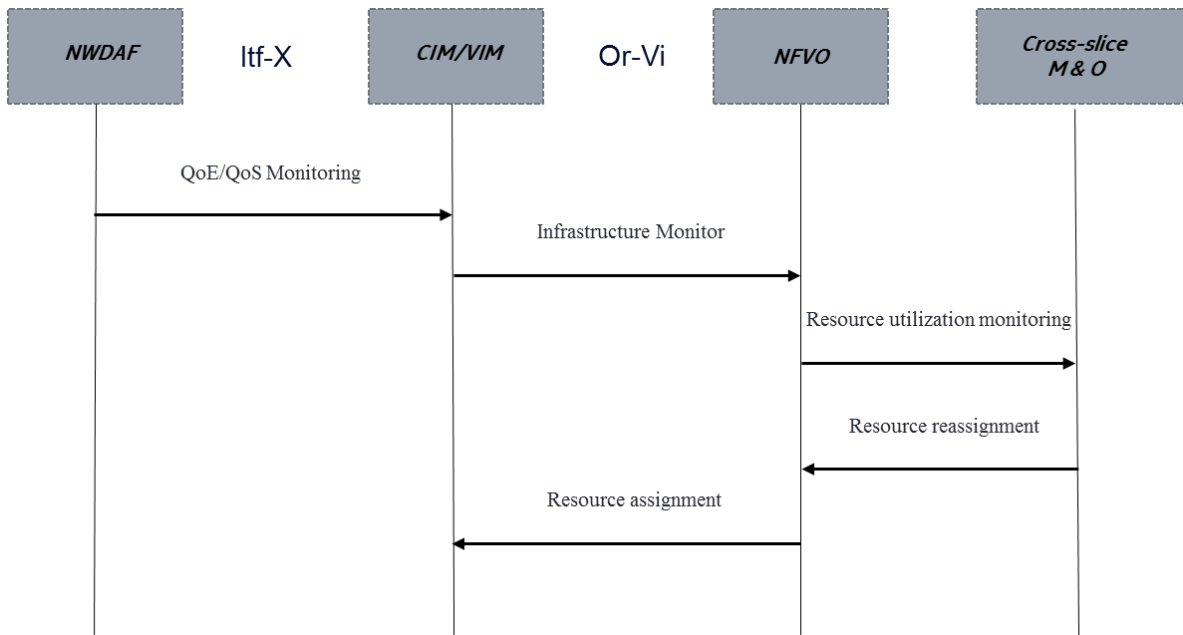 NWDAF
Itf-X
CIM/VIM
Or-Vi
NFVO
Cross-slice
M & O
QoE/QoS Monitoring
Infrastructure Monitor
Resource utilization monitoring
Resource reassignment
Resource assignment